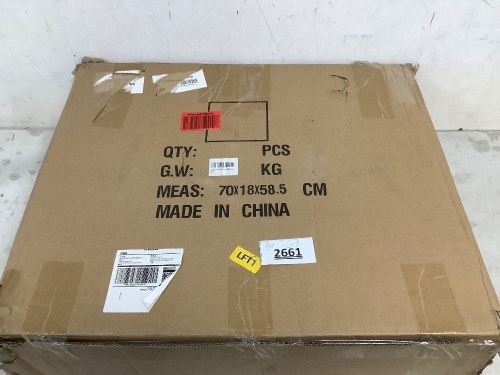 QTY: PCS
G.W: KG
MEAS: 70X18X58.5 CM
MADE IN CHINA
LFT1
2661